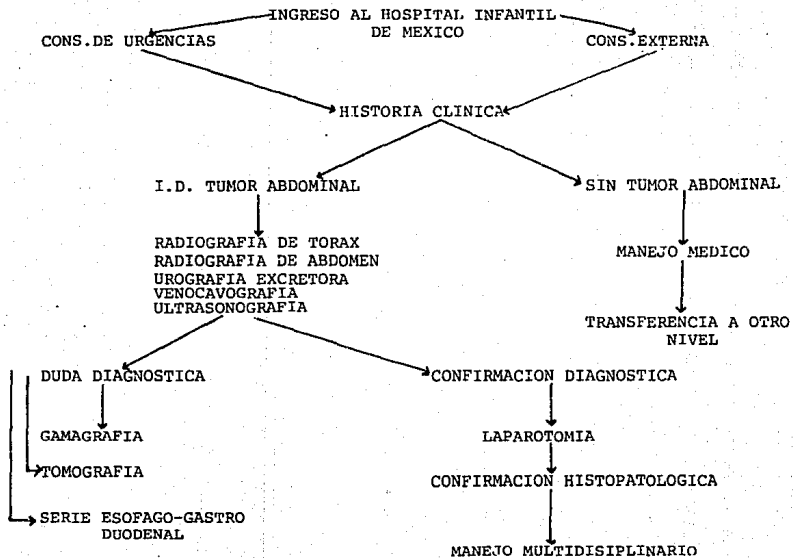 INGRESO AL HOSPITAL INFANTIL
DE MEXICO
CONS.DE URGENCIAS
CONS.EXTERNA
HISTORIA CLINICA
I.D. TUMOR ABDOMINAL
SIN TUMOR ABDOMINAL
RADIOGRAFIA DE TORAX
RADIOGRAFIA DE ABDOMEN
UROGRAFIA EXCRETORA
VENOCAVOGRAFIA
ULTRASONOGRAFIA
MANEJO MEDICO
TRANSFERENCIA A OTRO
NIVEL
DUDA DIAGNOSTICA
CONFIRMACION DIAGNOSTICA
GAMAGRAFIA
LAPAROTOMIA
TOMOGRAFIA
CONFIRMACION HISTOPATOLOGICA
SERIE ESOFAGO-GASTRO
DUODENAL
MANEJO MULTIDISIPLINARIO